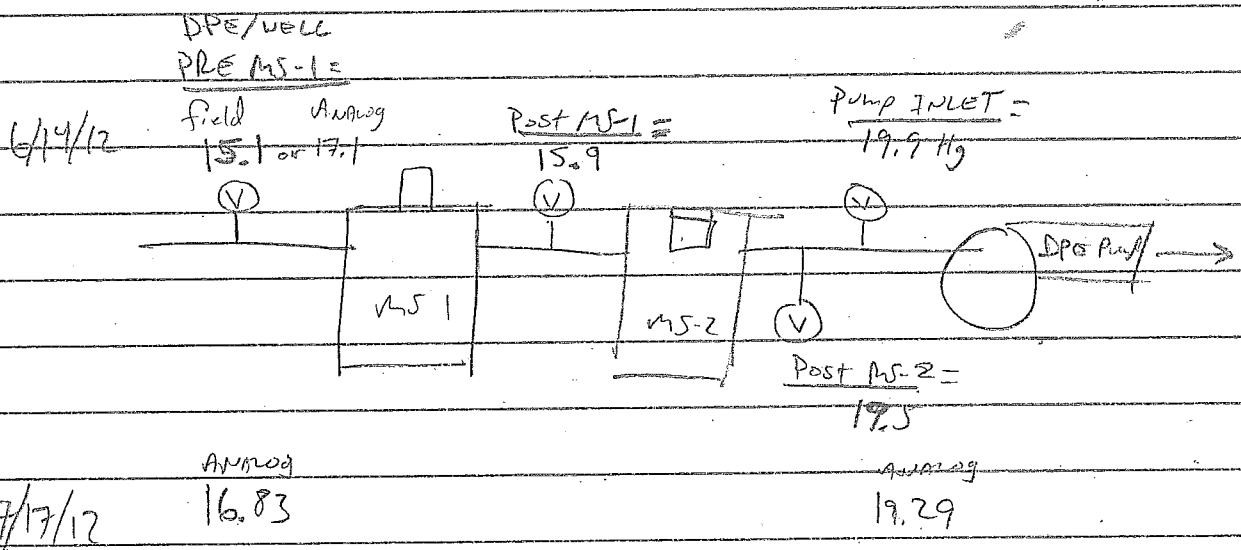 DPE/WELL
PRE MS-1=
6/14/12 field Analog Post MS-1 = Pump INLET =
15.1 or 17.1 15.9 19.9 Hg
V V V
DPE Pump
MS 1 MS-2 V
Post MS-2 =
19.5
Analog Analog
7/17/12 16.83 19.29